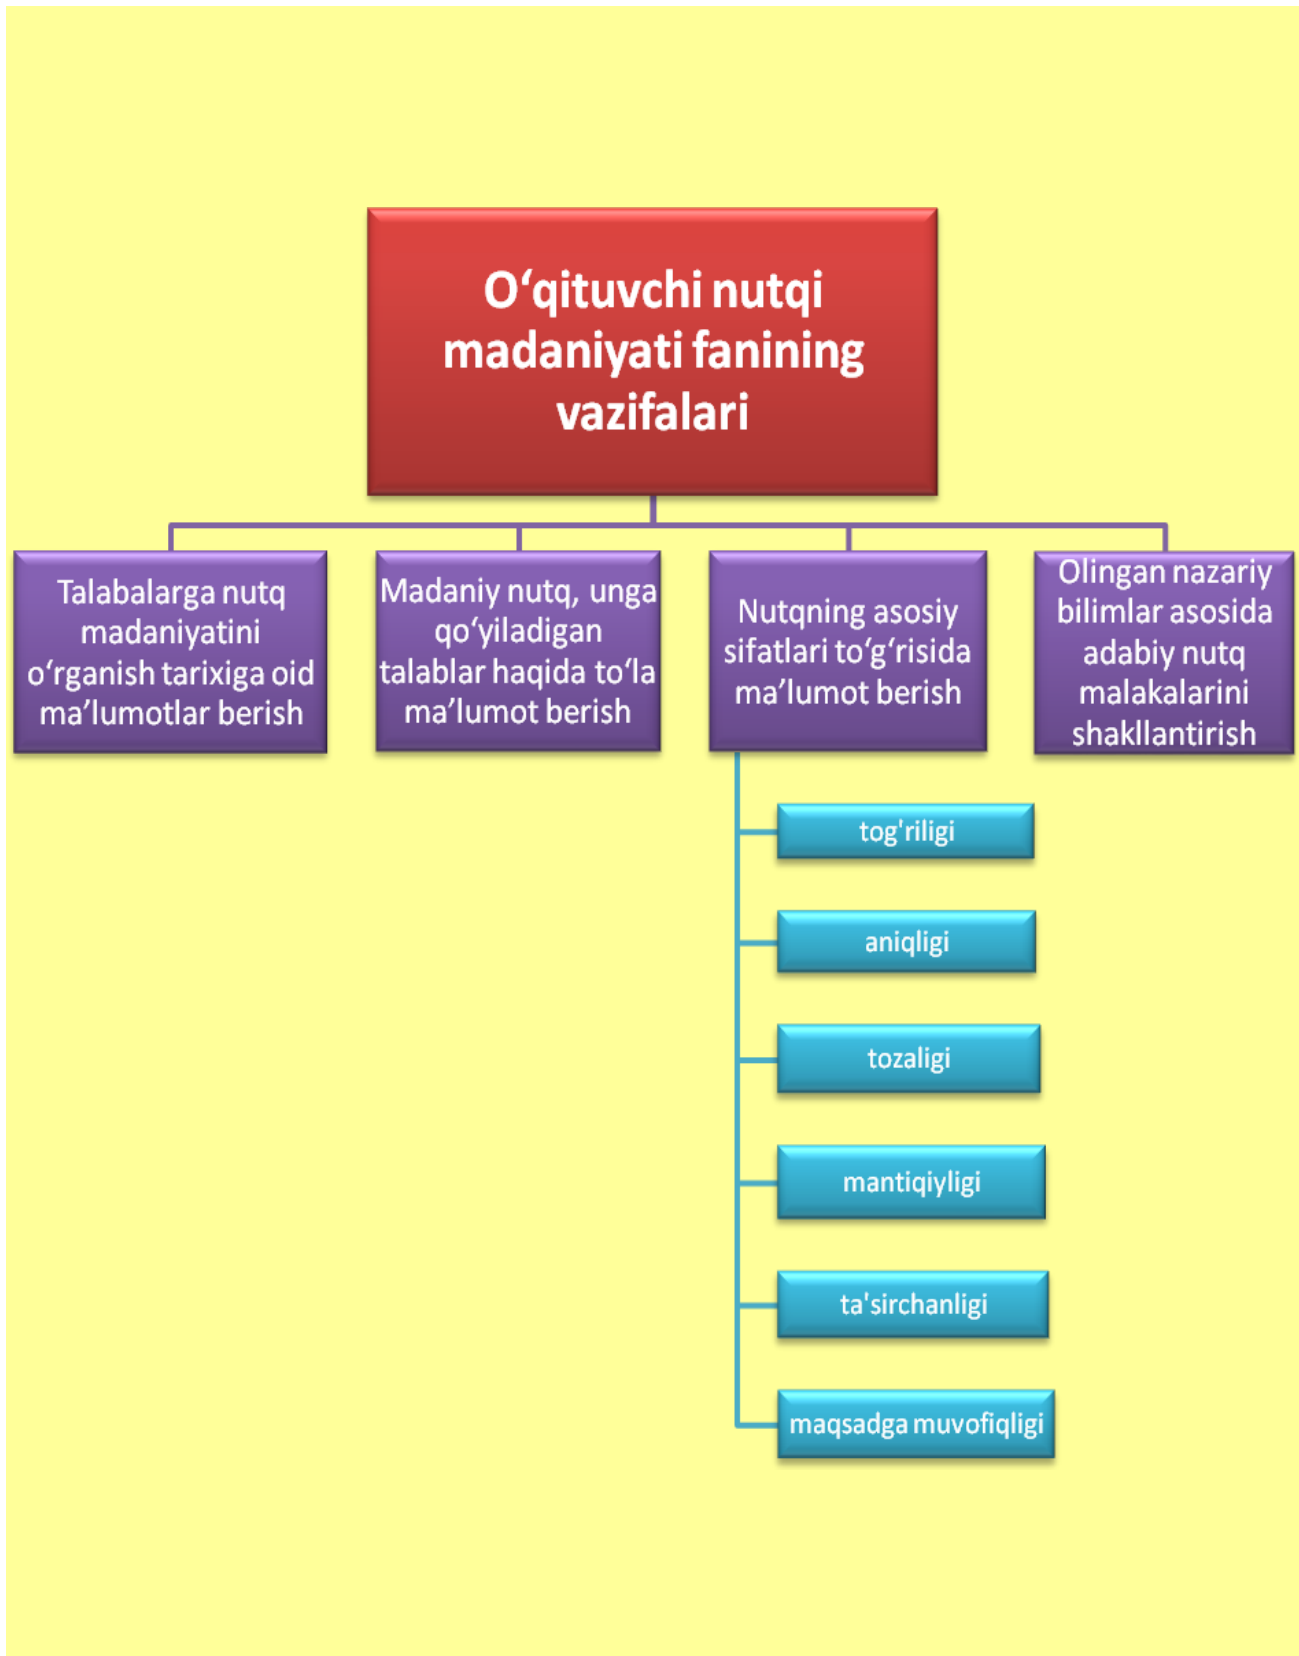 O‘qituvchi nutqi
madaniyati fanining
vazifalari
Talabalarga nutq
madaniyatini
o‘rganish tarixiga oid
ma’lumotlar berish
Madaniy nutq, unga
qo‘yiladigan
talablar haqida to‘la
ma’lumot berish
Nutqning asosiy
sifatlari to‘g‘risida
ma’lumot berish
Olingan nazariy
bilimlar asosida
adabiy nutq
malakalarini
shakllantirish
tog'riligi
aniqligi
tozaligi
mantiqiyligi
ta'sirchanligi
maqsadga muvofiqligi